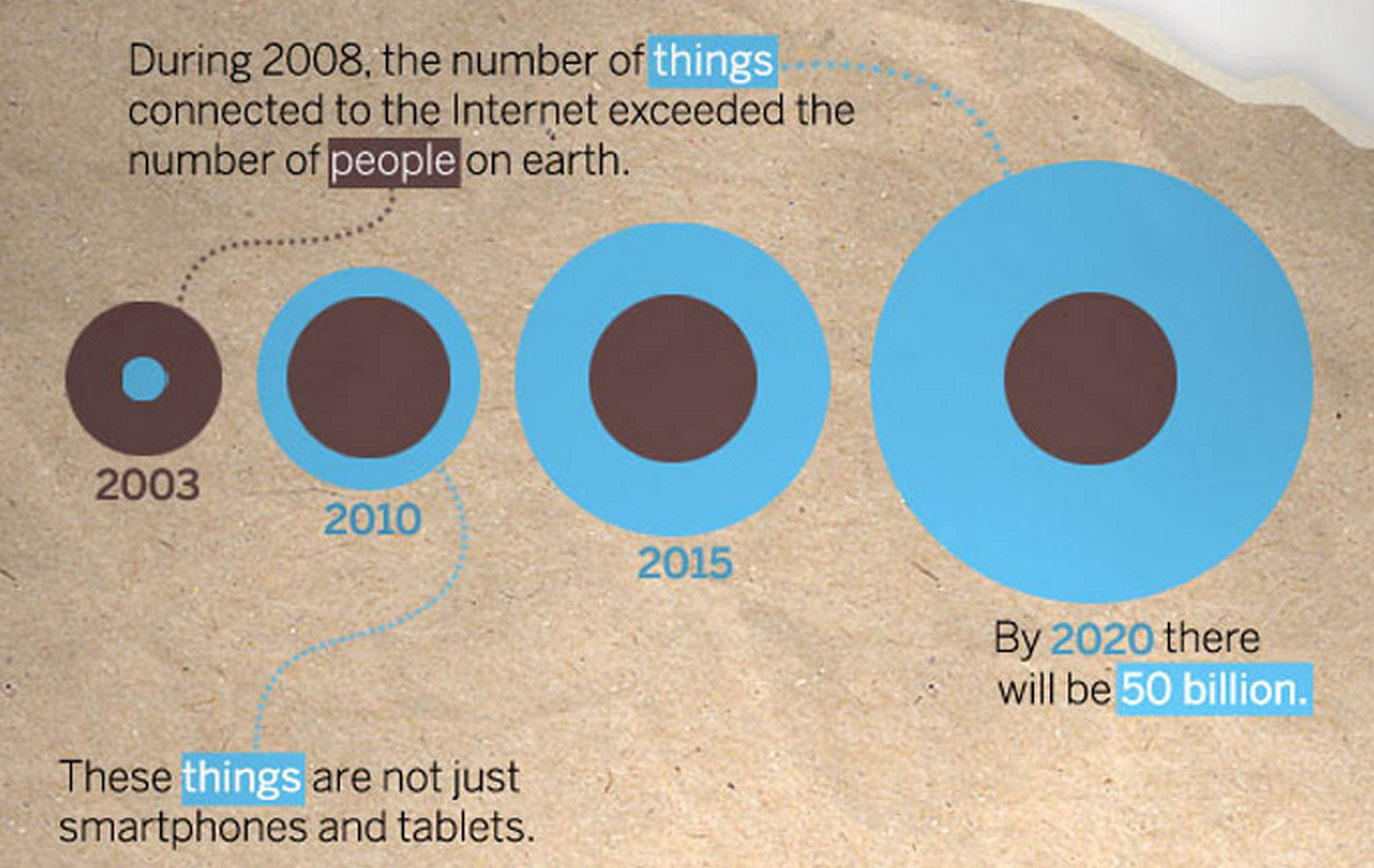 During 2008, the number of things
connected to the Internet exceeded the
number of people on earth.
2003
2010
2015
By 2020 there
will be 50 billion.
These things are not just
smartphones and tablets.